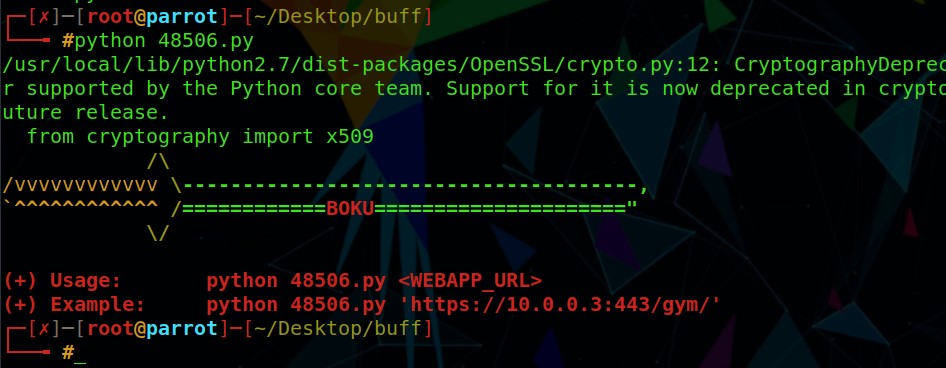 ┌─[✗]─[root@parrot]─[~/Desktop/buff]
└──╼ #python 48506.py
/usr/local/lib/python2.7/dist-packages/OpenSSL/crypto.py:12: CryptographyDeprec
r supported by the Python core team. Support for it is now deprecated in crypto
uture release.
  from cryptography import x509
            /\
/vvvvvvvvvvvv \--------------------------------------,
`^^^^^^^^^^^^ /============BOKU====================="
            \/

(+) Usage:       python 48506.py <WEBAPP_URL>
(+) Example:     python 48506.py 'https://10.0.0.3:443/gym/'
┌─[✗]─[root@parrot]─[~/Desktop/buff]
└──╼ #_